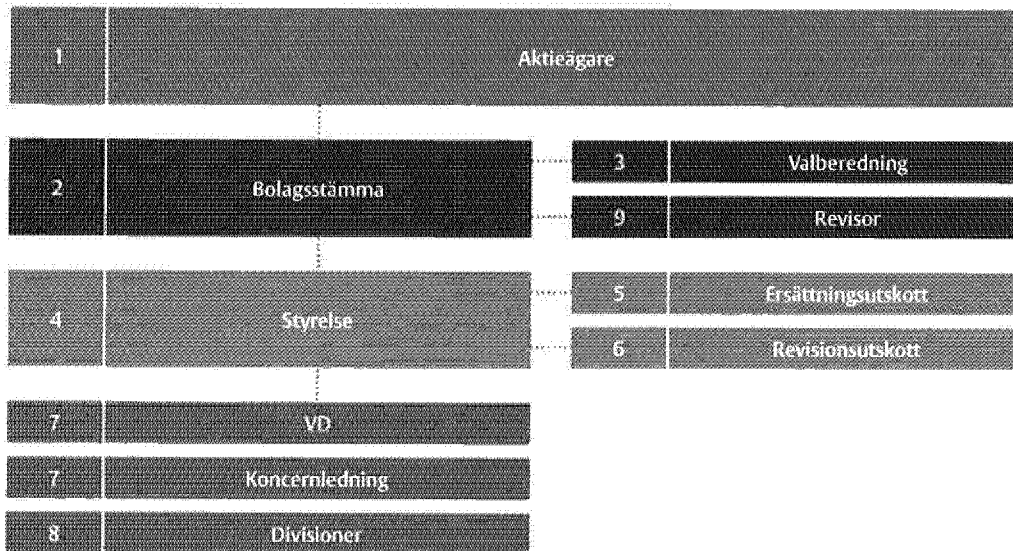 1 Aktieägare
2 Bolagsstämma
3 Valberedning
9 Revisor
4 Styrelse
5 Ersättningsutskott
6 Revisionsutskott
7 VD
7 Koncernledning
8 Divisioner